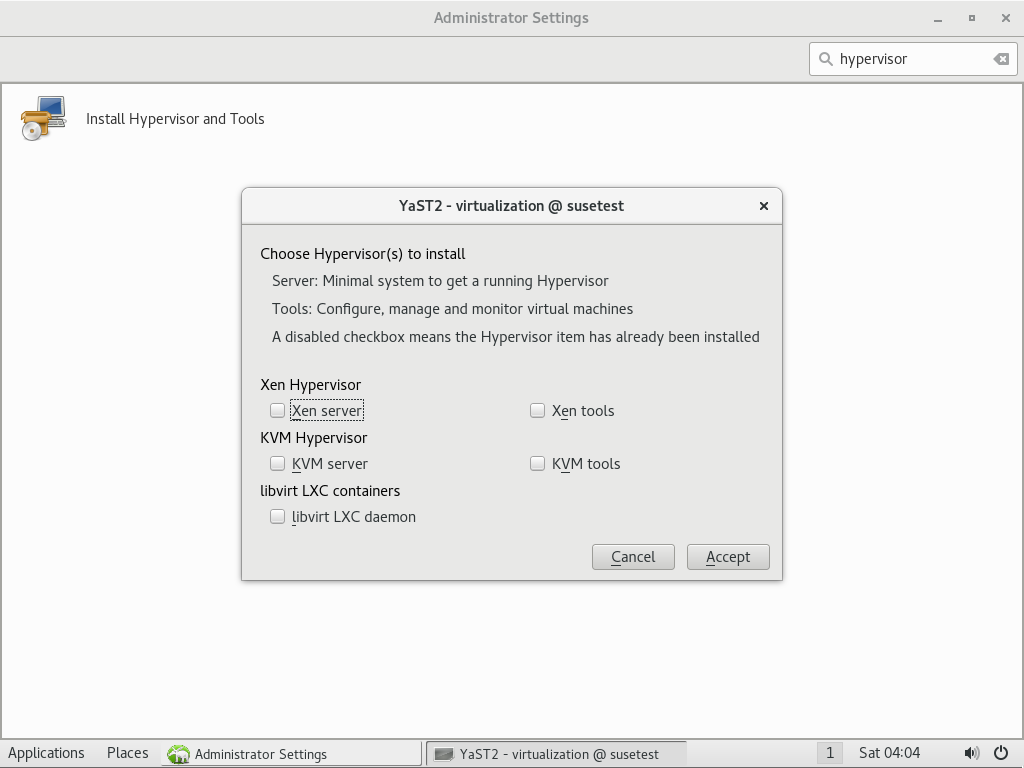 Administrator Settings
hypervisor
Install Hypervisor and Tools
YaST2 - virtualization @ susetest
Choose Hypervisor(s) to install
Server: Minimal system to get a running Hypervisor
Tools: Configure, manage and monitor virtual machines
A disabled checkbox means the Hypervisor item has already been installed
Xen Hypervisor
Xen server Xen tools
KVM Hypervisor
KVM server KVM tools
libvirt LXC containers
libvirt LXC daemon
Cancel Accept
Applications Places Administrator Settings YaST2 - virtualization @ susetest 1 Sat 04:04